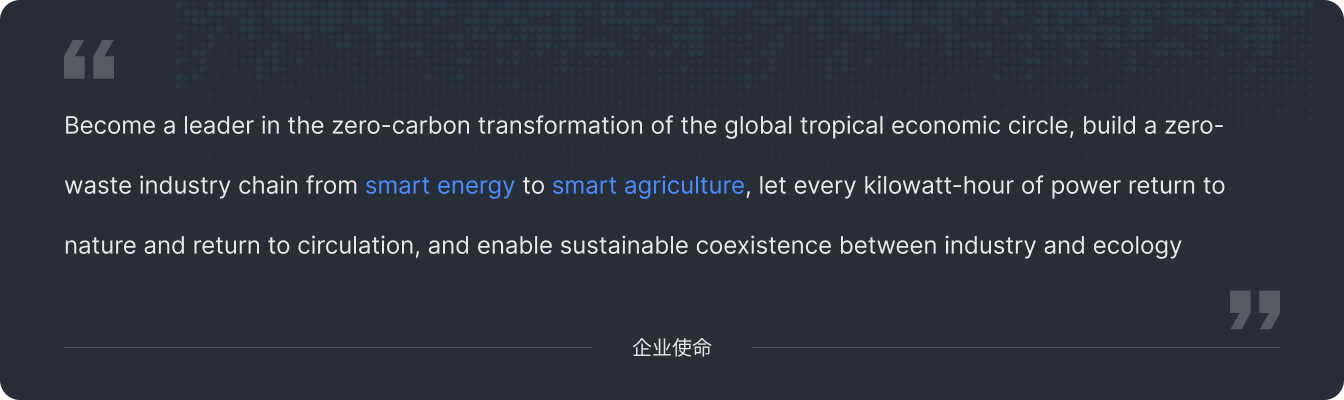 “
Become a leader in the zero-carbon transformation of the global tropical economic circle, build a zero-
waste industry chain from smart energy to smart agriculture, let every kilowatt-hour of power return to
nature and return to circulation, and enable sustainable coexistence between industry and ecology
”
企业使命